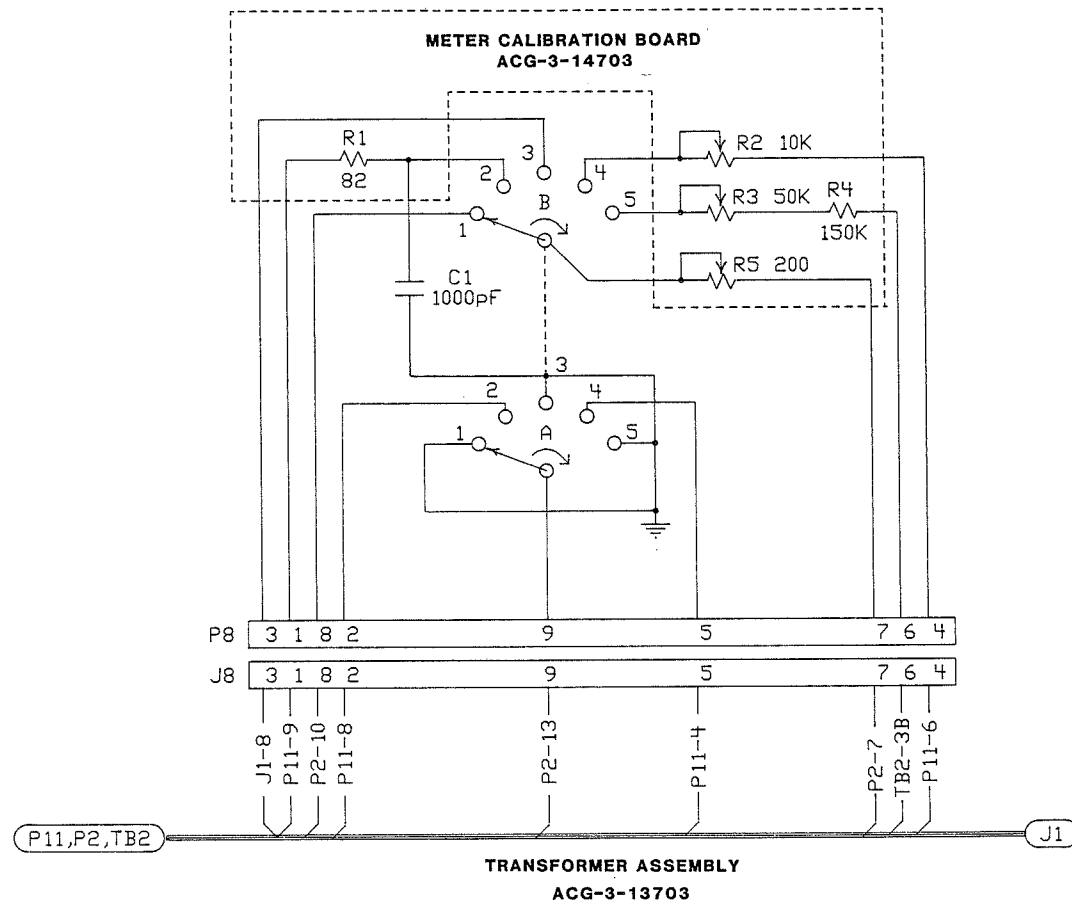 METER CALIBRATION BOARD
ACG-3-14703
R1
82
3
2
4
B
1
5
R2 10K
R3 50K
R4
150K
R5 200
C1
1000pF
3
2
4
1
A
5
P8 3 1 8 2 9 5 7 6 4
J8 3 1 8 2 9 5 7 6 4
J1-8
P11-9
P2-10
P11-8
P2-13
P11-4
P2-7
TB2-3B
P11-6
P11,P2,TB2
J1
TRANSFORMER ASSEMBLY
ACG-3-13703